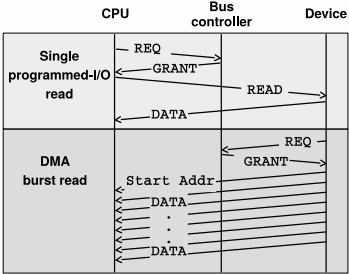 CPU
Bus
controller
Device
Single
programmed-I/O
read
REQ
GRANT
READ
DATA
DMA
burst read
REQ
GRANT
Start Addr
DATA
.
.
.
DATA